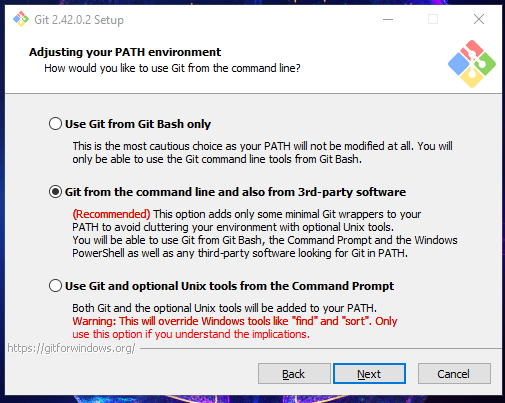 Git 2.42.0.2 Setup
Adjusting your PATH environment
How would you like to use Git from the command line?
Use Git from Git Bash only
This is the most cautious choice as your PATH will not be modified at all. You will
only be able to use the Git command line tools from Git Bash.
Git from the command line and also from 3rd-party software
(Recommended) This option adds only some minimal Git wrappers to your
PATH to avoid cluttering your environment with optional Unix tools.
You will be able to use Git from Git Bash, the Command Prompt and the Windows
PowerShell as well as any third-party software looking for Git in PATH.
Use Git and optional Unix tools from the Command Prompt
Both Git and the optional Unix tools will be added to your PATH.
Warning: This will override Windows tools like "find" and "sort". Only
use this option if you understand the implications.
https://gitforwindows.org/
Back Next Cancel